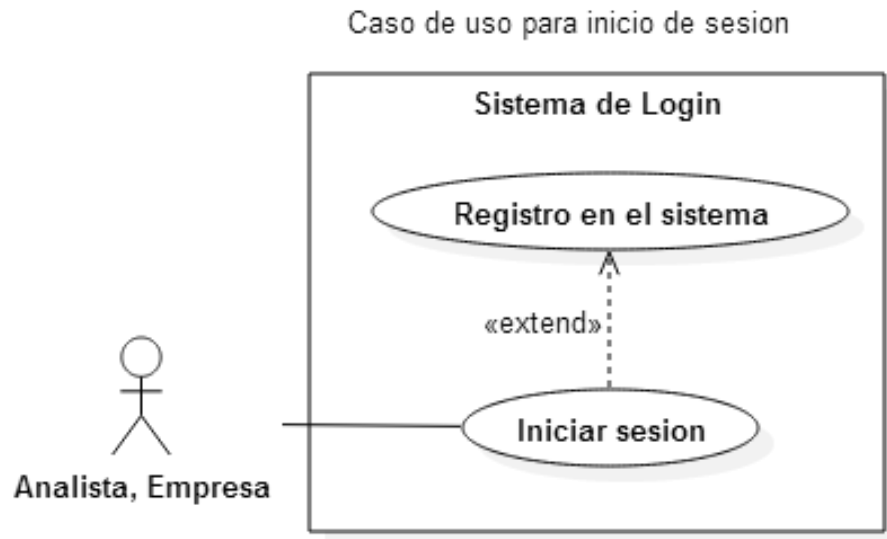 Caso de uso para inicio de sesion
Sistema de Login
Registro en el sistema
«extend»
Iniciar sesion
Analista, Empresa